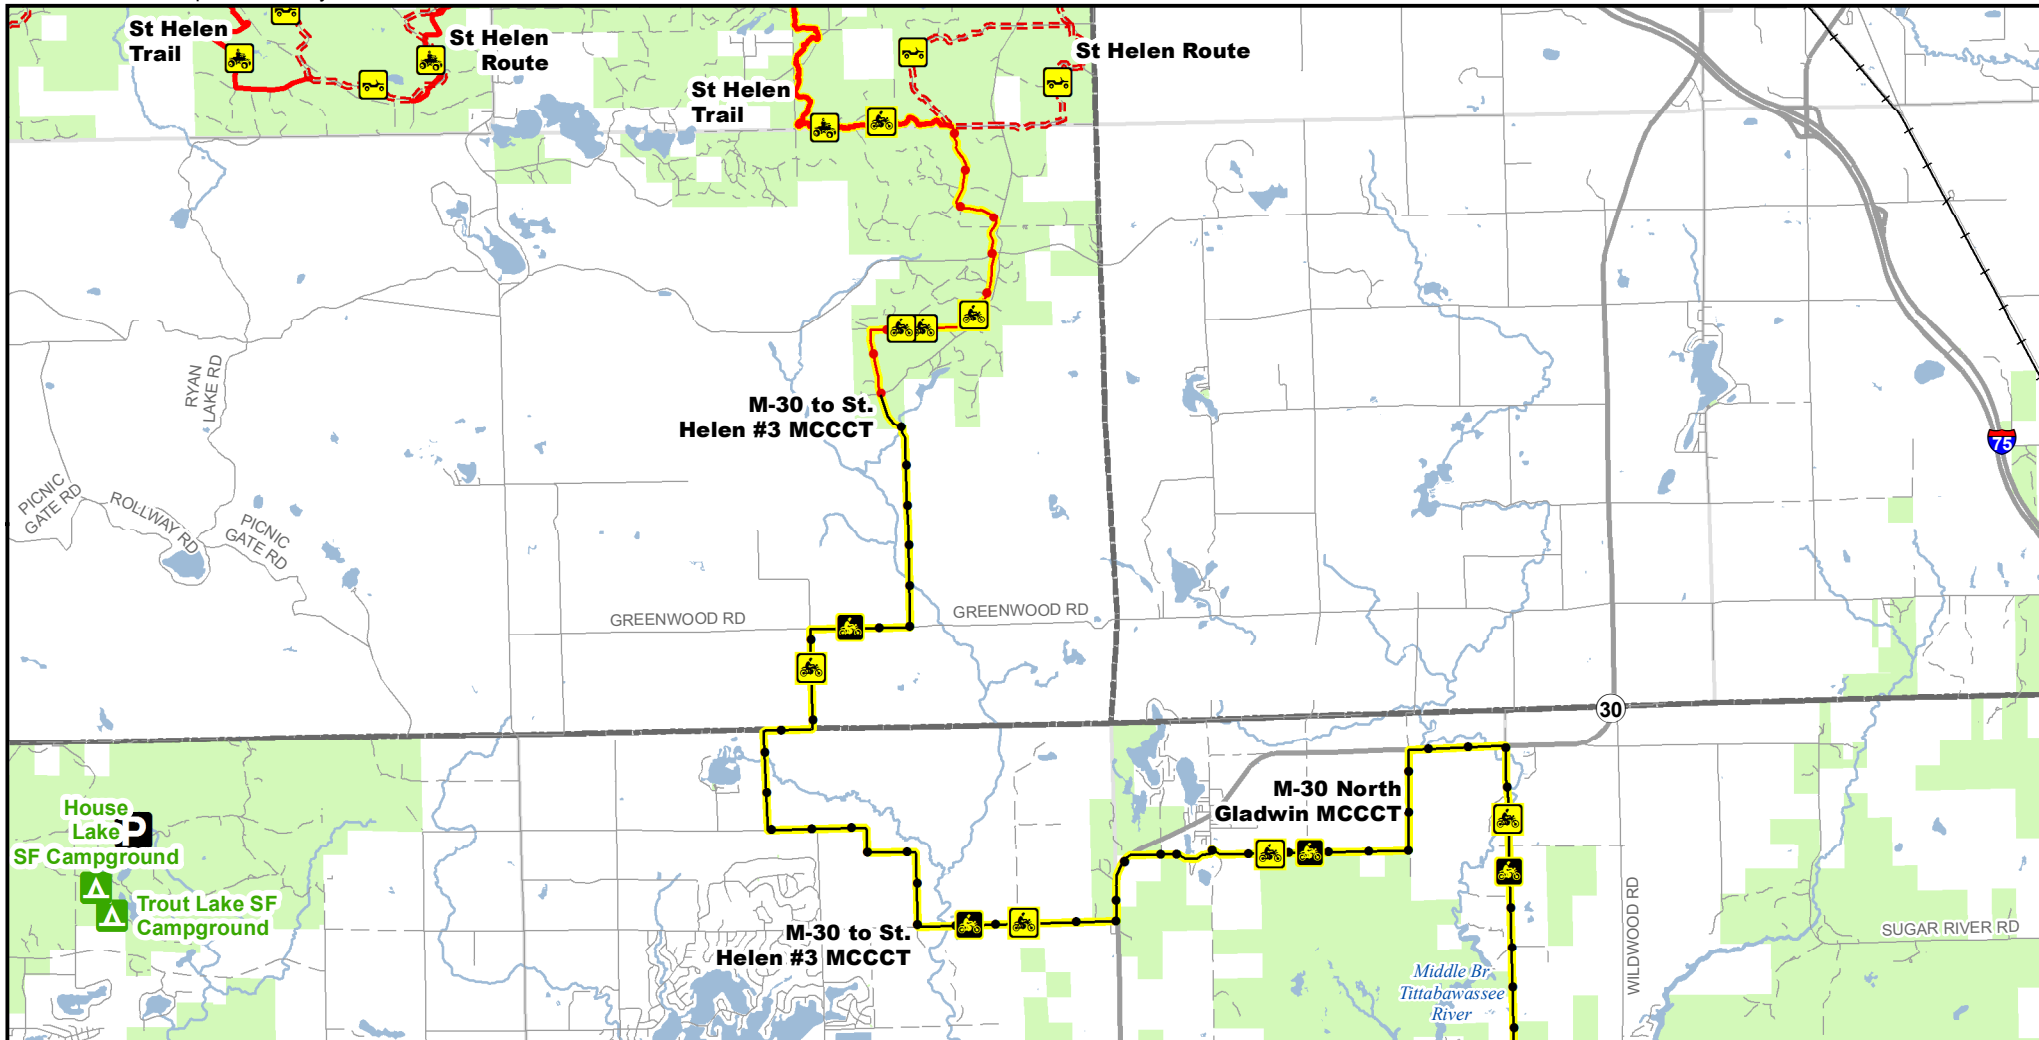 St Helen
Trail
St Helen
Route
St Helen
Trail
St Helen Route
RYAN
LAKE RD
M-30 to St.
Helen #3 MCCCT
75
PICNIC
GATE RD
ROLLWAY RD
PICNIC
GATE RD
GREENWOOD RD
GREENWOOD RD
30
M-30 North
Gladwin MCCCT
House
Lake
SF Campground
P
Trout Lake SF
Campground
M-30 to St.
Helen #3 MCCCT
WILDWOOD RD
SUGAR RIVER RD
Middle Br
Tittabawassee
River